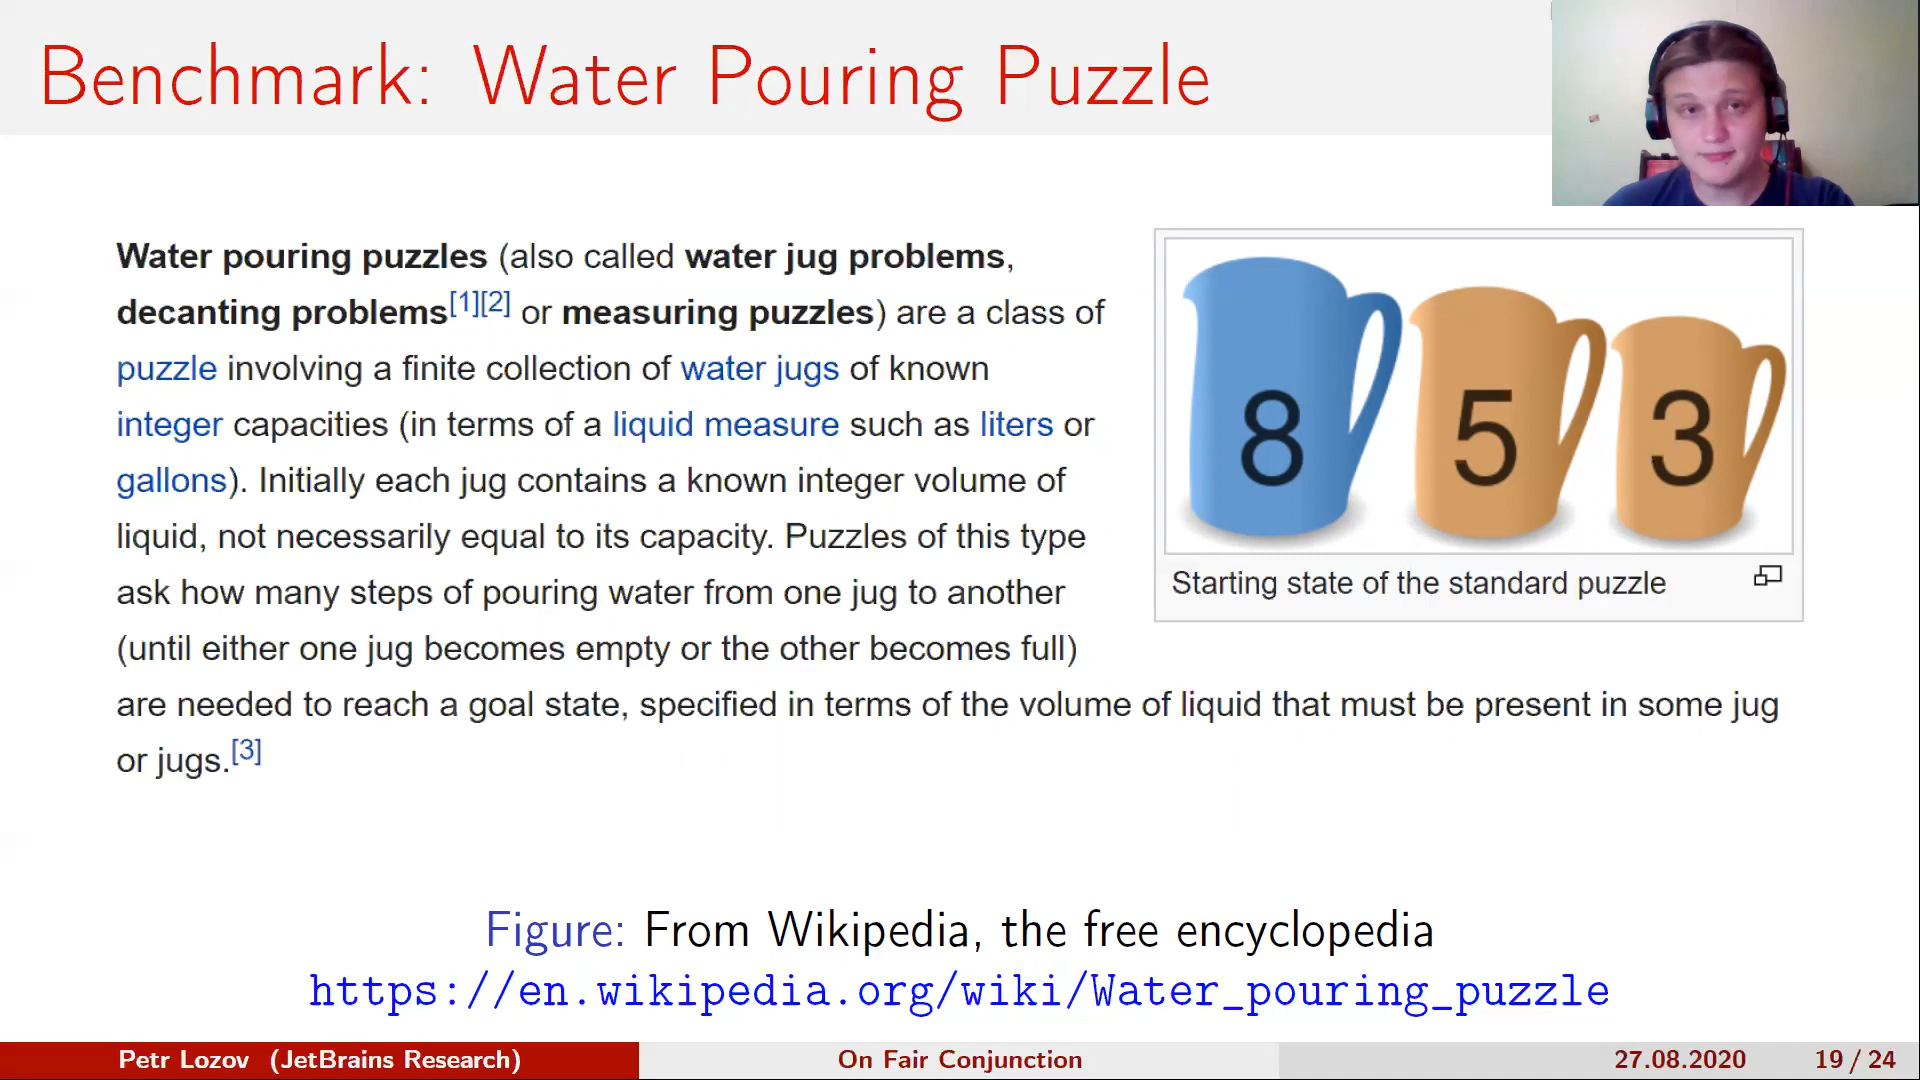 Benchmark: Water Pouring Puzzle
Water pouring puzzles (also called water jug problems,
decanting problems[1][2] or measuring puzzles) are a class of
puzzle involving a finite collection of water jugs of known
integer capacities (in terms of a liquid measure such as liters or
gallons). Initially each jug contains a known integer volume of
liquid, not necessarily equal to its capacity. Puzzles of this type
ask how many steps of pouring water from one jug to another
(until either one jug becomes empty or the other becomes full)
are needed to reach a goal state, specified in terms of the volume of liquid that must be present in some jug
or jugs.[3]
8 5 3
Starting state of the standard puzzle
Figure: From Wikipedia, the free encyclopedia
https://en.wikipedia.org/wiki/Water_pouring_puzzle
Petr Lozov (JetBrains Research) On Fair Conjunction 27.08.2020 19 / 24